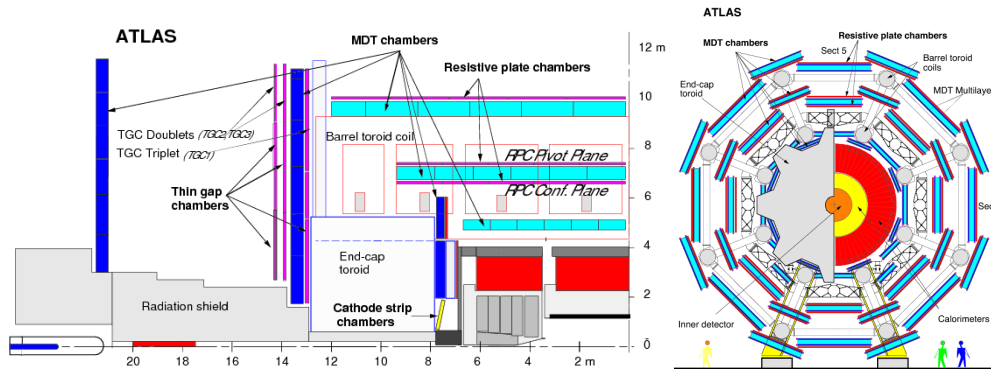 ATLAS
MDT chambers
Resistive plate chambers
12 m
10
8
6
4
2
0
TGC Doublets (TGC2,TGC3)
TGC Triplet (TGC1)
Barrel toroid coil
RPC Pivot Plane
RPC Conf. Plane
Thin gap
chambers
End-cap
toroid
Radiation shield
Cathode strip
chambers
20
18
16
14
12
10
8
6
4
2 m
ATLAS
Resistive plate chambers
MDT chambers
Sect 5
Barrel toroid
coils
End-cap
toroid
MDT Multilaye
Sec
Inner detector
Calorimeters